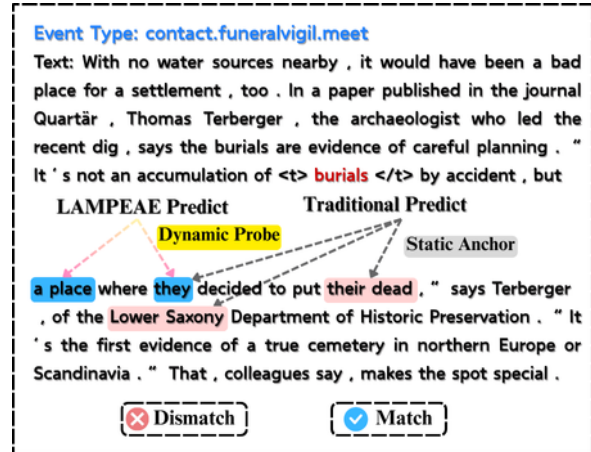 Event Type: contact.funeralvigil.meet
Text: With no water sources nearby , it would have been a bad
place for a settlement , too . In a paper published in the journal
Quartär , Thomas Terberger , the archaeologist who led the
recent dig , says the burials are evidence of careful planning . “
It ‘ s not an accumulation of <t> burials </t> by accident , but
LAMPEAE Predict Traditional Predict
Dynamic Probe
Static Anchor
a place where they decided to put their dead , “ says Terberger
, of the Lower Saxony Department of Historic Preservation . “ It
‘ s the first evidence of a true cemetery in northern Europe or
Scandinavia . “ That , colleagues say , makes the spot special .
Dismatch Match